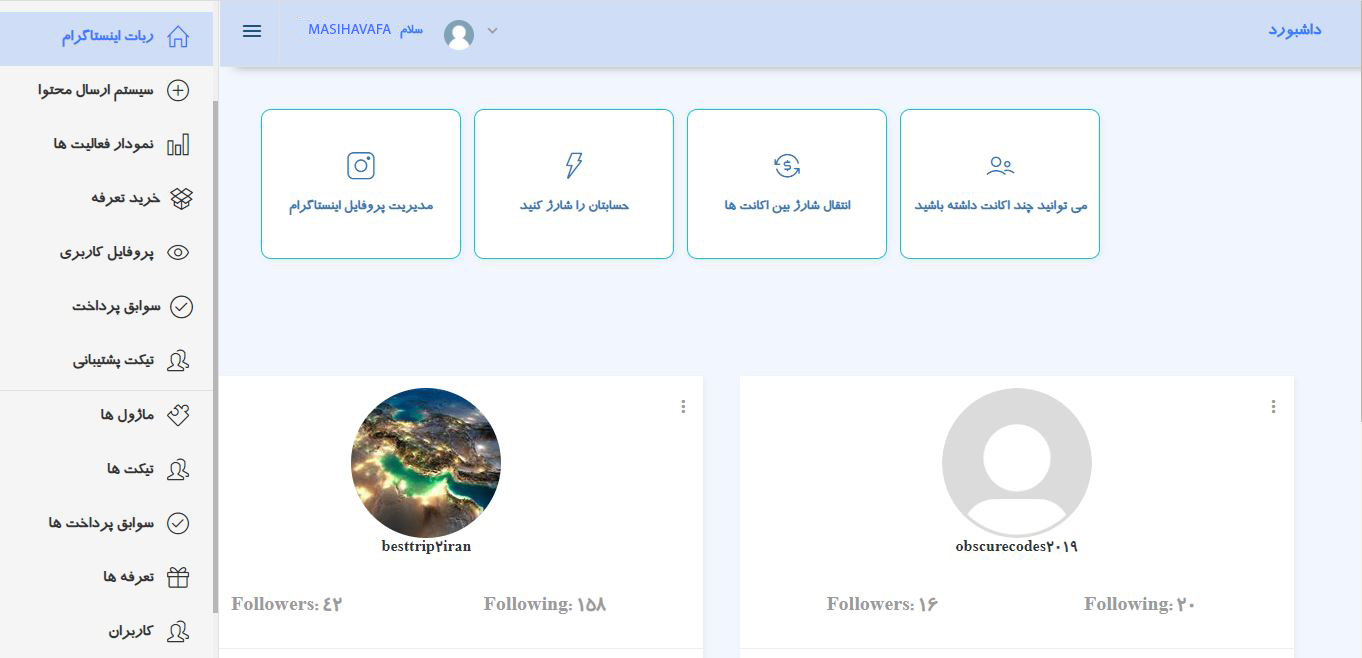 داشبورد
سلام MASIHAVAFA
ربات اینستاگرام
سیستم ارسال محتوا
نمودار فعالیت ها
خرید تعرفه
پروفایل کاربری
سوابق پرداخت
تیکت پشتیبانی
ماژول ها
تیکت ها
سوابق پرداخت ها
تعرفه ها
کاربران
می توانید چند اکانت داشته باشید
انتقال شارژ بین اکانت ها
حسابتان را شارژ کنید
مدیریت پروفایل اینستاگرام
obscurecodes۲۰۱۹
Followers: ۱۶
Following: ۲۰
besttrip۲iran
Followers: ۴۲
Following: ۱۵۸